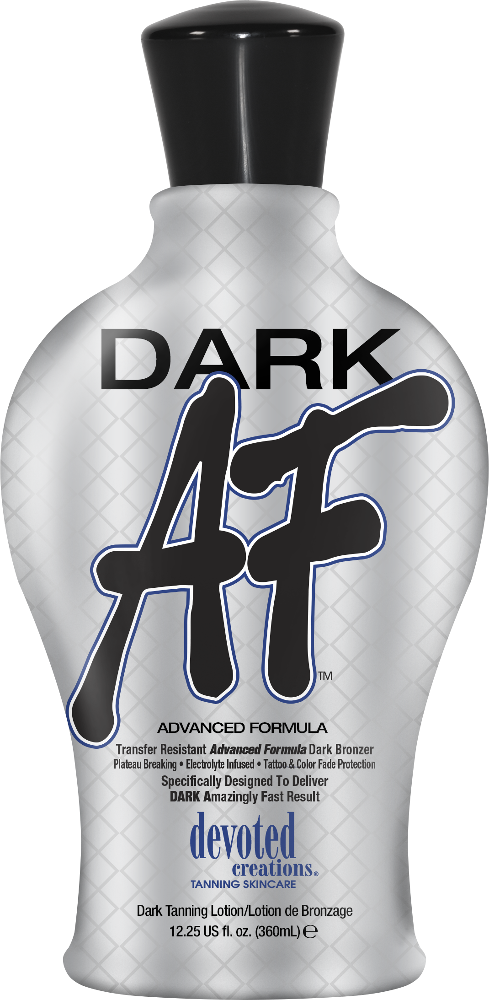 DARK
AF™
ADVANCED FORMULA
Transfer Resistant Advanced Formula Dark Bronzer
Plateau Breaking • Electrolyte Infused • Tattoo & Color Fade Protection
Specifically Designed To Deliver
DARK Amazingly Fast Result
devoted
creations®
TANNING SKINCARE
Dark Tanning Lotion/Lotion de Bronzage
12.25 US fl. oz. (360mL) ℮